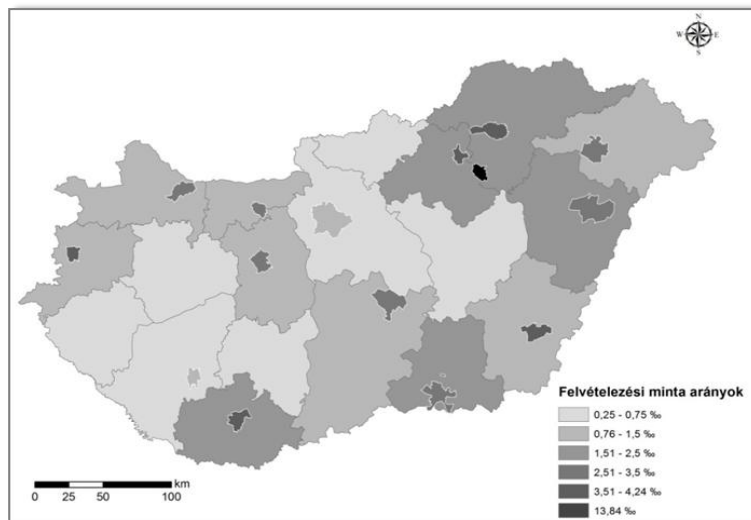 N
W E
S
Felvételezési minta arányok
0,25 - 0,75 ‰
0,76 - 1,5 ‰
1,51 - 2,5 ‰
2,51 - 3,5 ‰
3,51 - 4,24 ‰
13,84 ‰
km
0 25 50 100